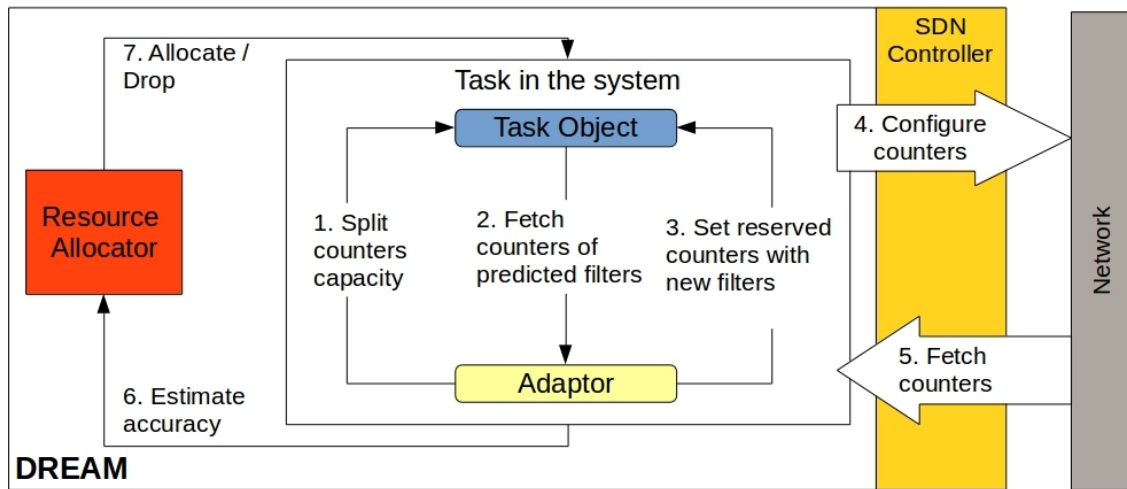 7. Allocate /
Drop
SDN
Controller
Task in the system
Task Object
4. Configure
counters
Resource
Allocator
1. Split
counters
capacity
2. Fetch
counters of
predicted filters
3. Set reserved
counters with
new filters
Network
5. Fetch
counters
Adaptor
6. Estimate
accuracy
DREAM